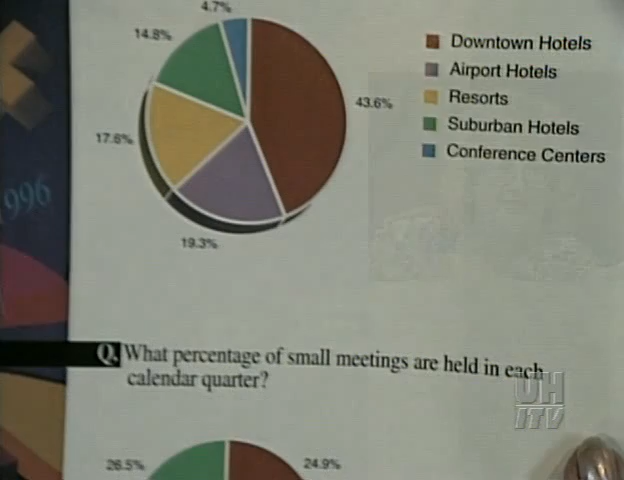 4.7%
14.8%
43.6%
17.6%
19.3%
Downtown Hotels
Airport Hotels
Resorts
Suburban Hotels
Conference Centers
996
Q. What percentage of small meetings are held in each
calendar quarter?
26.5%
24.9%
UH
ITV